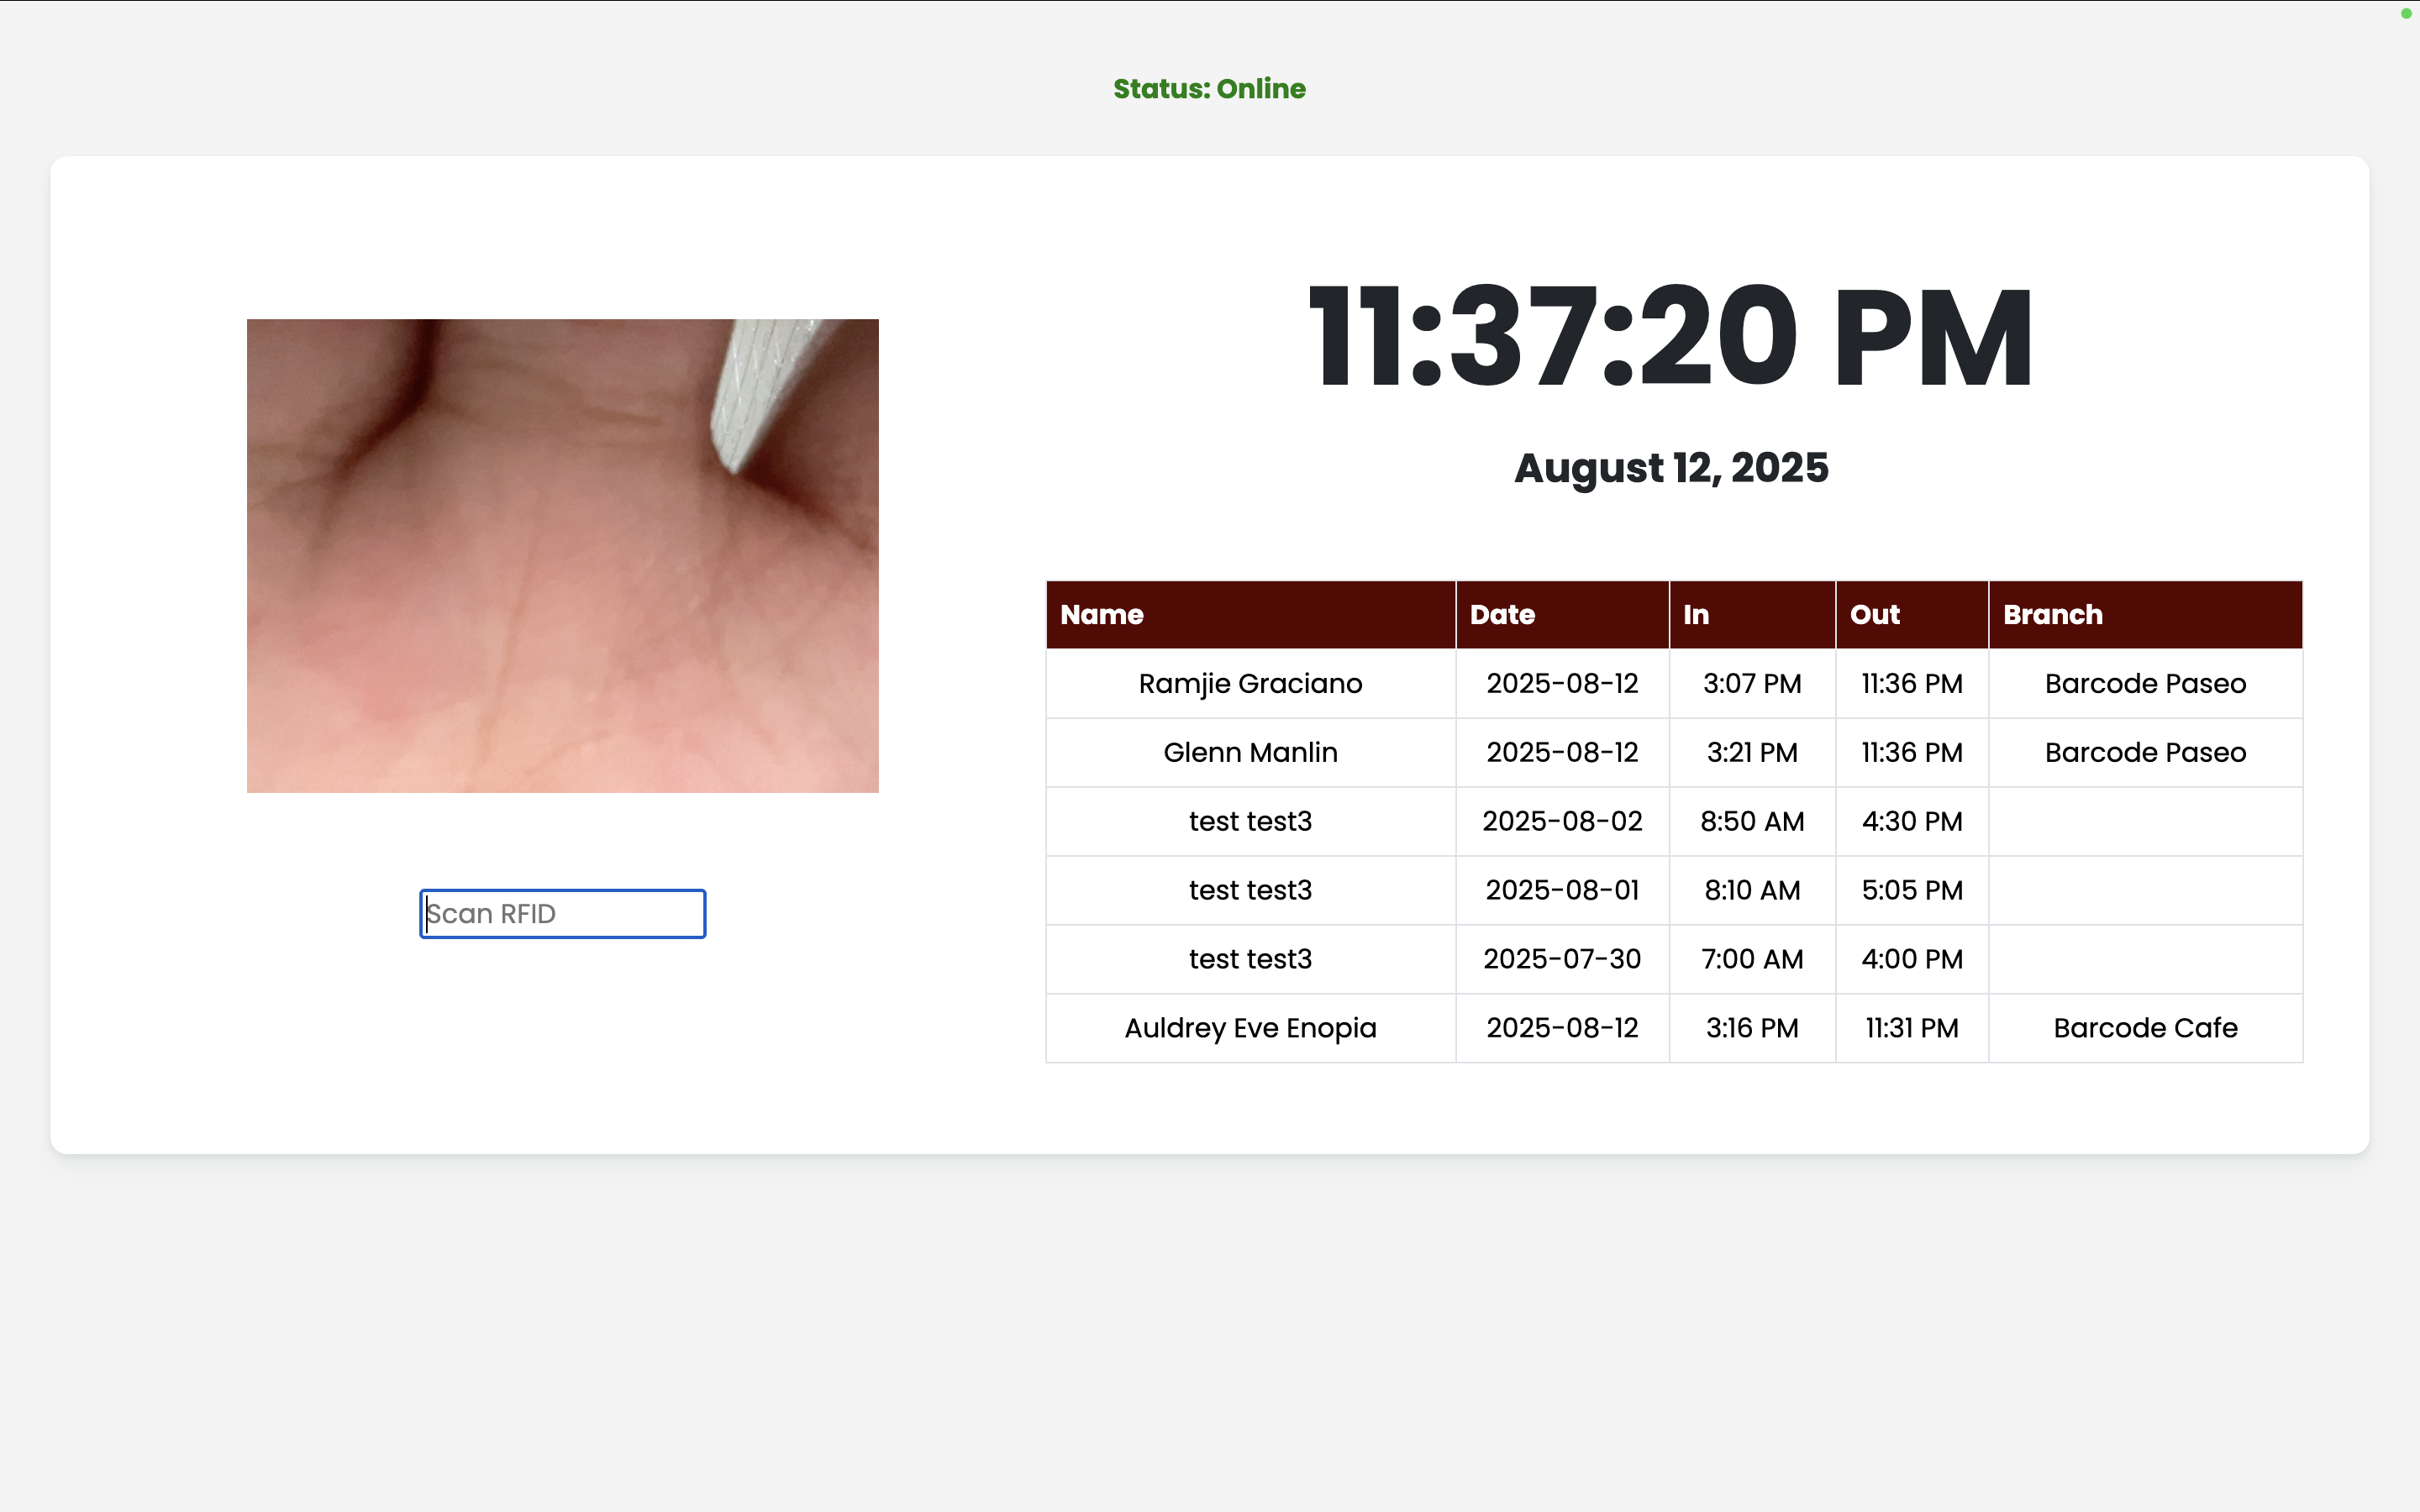 Status: Online
11:37:20 PM
August 12, 2025
Scan RFID
Name Date In Out Branch
Ramjie Graciano 2025-08-12 3:07 PM 11:36 PM Barcode Paseo
Glenn Manlin 2025-08-12 3:21 PM 11:36 PM Barcode Paseo
test test3 2025-08-02 8:50 AM 4:30 PM
test test3 2025-08-01 8:10 AM 5:05 PM
test test3 2025-07-30 7:00 AM 4:00 PM
Auldrey Eve Enopia 2025-08-12 3:16 PM 11:31 PM Barcode Cafe